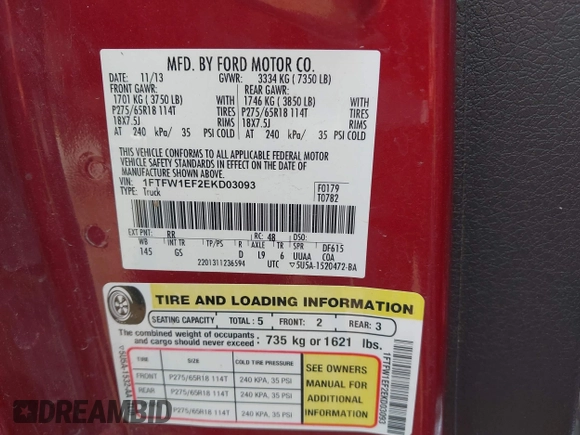 MFD. BY FORD MOTOR CO.
DATE: 11/13 GVWR: 3334 KG ( 7350 LB)
FRONT GAWR: REAR GAWR:
1701 KG ( 3750 LB) WITH 1746 KG ( 3850 LB) WITH
P275/65R18 114T TIRES P275/65R18 114T TIRES
18X7.5J RIMS 18X7.5J RIMS
AT 240 kPa/ 35 PSI COLD AT 240 kPa/ 35 PSI COLD
THIS VEHICLE CONFORMS TO ALL APPLICABLE FEDERAL MOTOR
VEHICLE SAFETY STANDARDS IN EFFECT ON THE DATE OF
MANUFACTURE SHOWN ABOVE.
VIN: 1FTFW1EF2EKD03093
TYPE: Truck
F0179
T0782
EXT PNT: RR RC: 48 DSO:
WB INT TR TP/PS R AXLE TR SPR DF615
145 GS D L9 6 UUAA COA
2201311236594 UTC 5U5A-1520472-BA
TIRE AND LOADING INFORMATION
SEATING CAPACITY TOTAL: 5 FRONT: 2 REAR: 3
The combined weight of occupants
and cargo should never exceed: 735 kg or 1621 lbs.
TIRE SIZE COLD TIRE PRESSURE
FRONT P275/65R18 114T 240 KPA, 35 PSI
REAR P275/65R18 114T 240 KPA, 35 PSI
P275/65R18 114T 240 KPA, 35 PSI
SEE OWNERS
MANUAL FOR
ADDITIONAL
INFORMATION
1FTFW1EF2EKD03093
DREAMBID